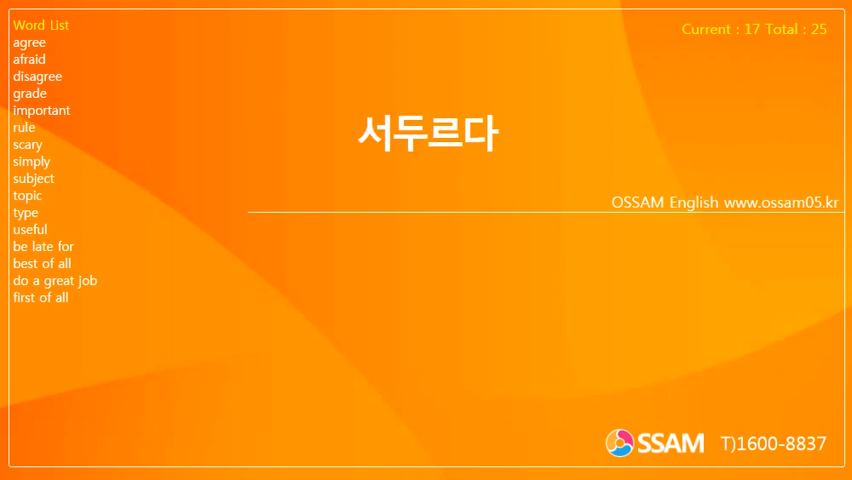 Word List
agree
afraid
disagree
grade
important
rule
scary
simply
subject
topic
type
useful
be late for
best of all
do a great job
first of all
Current : 17 Total : 25
서두르다
OSSAM English www.ossam05.kr
OSSAM T)1600-8837